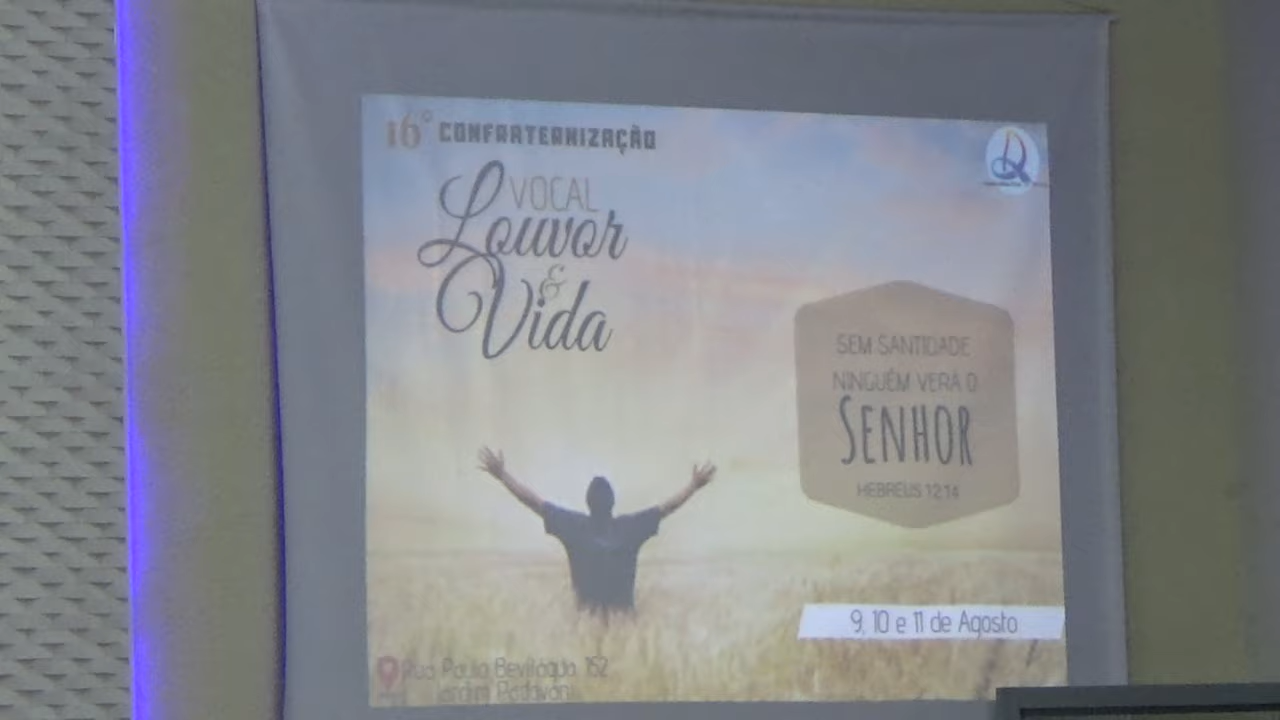 16° CONFRATERNIZAÇÃO
VOCAL
Louvor
&
Vida
SEM SANTIDADE
NINGUÉM VERÁ O
SENHOR
HEBREUS 12:14
9, 10 e 11 de Agosto
Rua Paulo Bevilaqua 152
Jardim